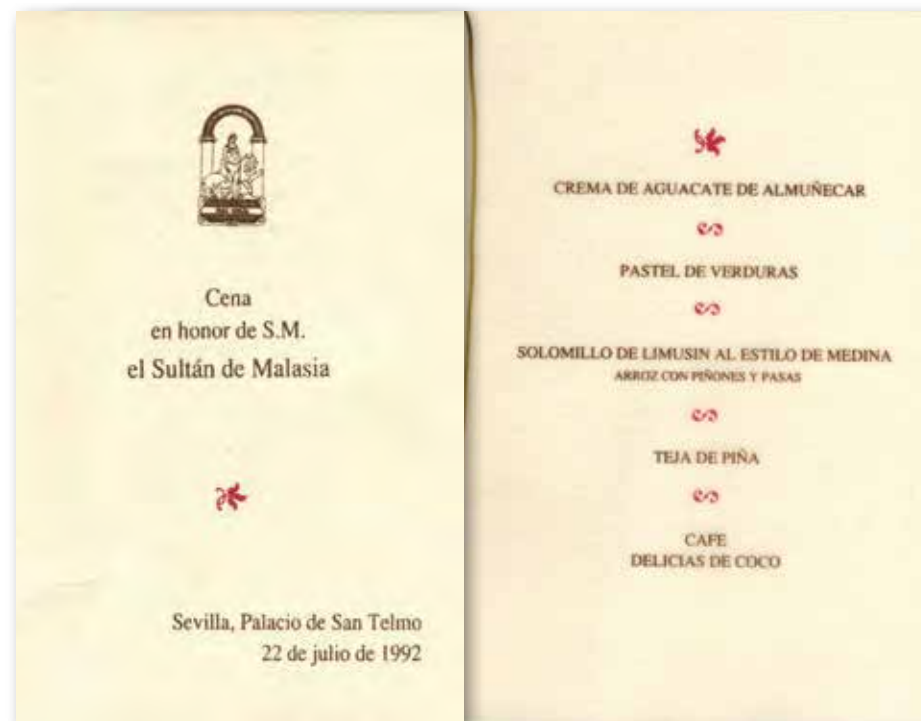 Cena
en honor de S.M.
el Sultán de Malasia
Sevilla, Palacio de San Telmo
22 de julio de 1992
CREMA DE AGUACATE DE ALMUÑECAR
PASTEL DE VERDURAS
SOLOMILLO DE LIMUSIN AL ESTILO DE MEDINA
ARROZ CON PIÑONES Y PASAS
TEJA DE PIÑA
CAFE
DELICIAS DE COCO